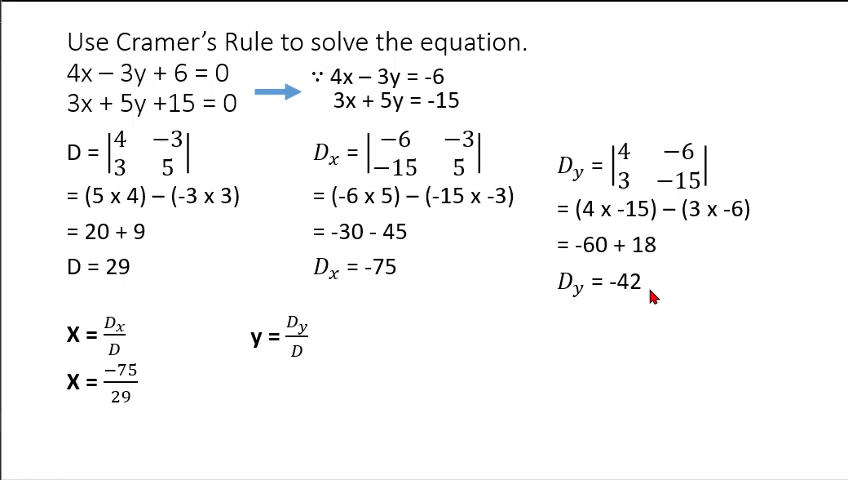 Use Cramer's Rule to solve the equation.
4x – 3y + 6 = 0
3x + 5y +15 = 0
∵ 4x – 3y = -6
3x + 5y = -15
D = |4 −3|
|3 5|
= (5 x 4) – (-3 x 3)
= 20 + 9
D = 29
Dₓ = |−6 −3|
|−15 5|
= (-6 x 5) – (-15 x -3)
= -30 - 45
Dₓ = -75
D_y = |4 −6|
|3 −15|
= (4 x -15) – (3 x -6)
= -60 + 18
D_y = -42
X = Dₓ/D
X = −75/29
y = D_y/D